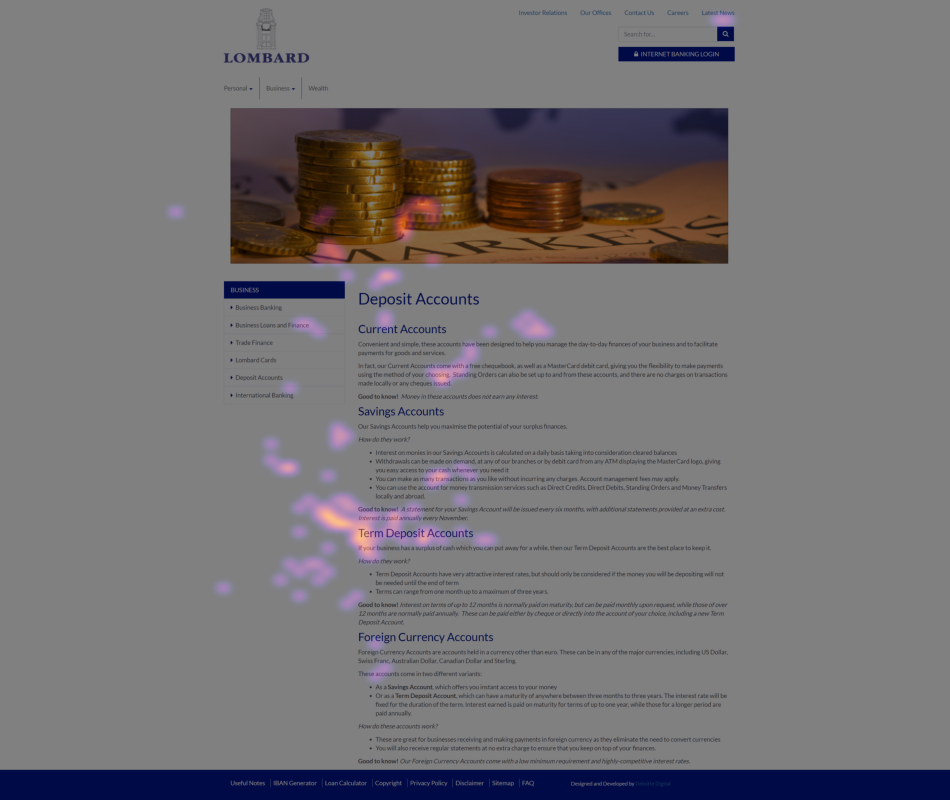 Investor Relations Our Offices Contact Us Careers Latest News
Search for...
INTERNET BANKING LOGIN
LOMBARD
Personal Business Wealth
MARKETS
BUSINESS
Business Banking
Business Loans and Finance
Trade Finance
Lombard Cards
Deposit Accounts
International Banking
Deposit Accounts
Current Accounts
Convenient and simple, these accounts have been designed to help you manage the day-to-day finances of your business and to facilitate
payments for goods and services.
In fact, our Current Accounts come with a free chequebook, as well as a MasterCard debit card, giving you the flexibility to make payments
using the method of your choosing. Standing Orders can also be set up to and from these accounts, and there are no charges on transactions
made locally or any cheques issued.
Good to know! Money in these accounts does not earn any interest.
Savings Accounts
Our Savings Accounts help you maximise the potential of your surplus finances.
How do they work?
Interest on monies in our Savings Accounts is calculated on a daily basis taking into consideration cleared balances
Withdrawals can be made on demand, at any of our branches or by debit card from any ATM displaying the MasterCard logo, giving
you easy access to your cash whenever you need it
You can make as many transactions as you like without incurring any charges. Account management fees may apply.
You can use the account for money transmission services such as Direct Credits, Direct Debits, Standing Orders and Money Transfers
locally and abroad.
Good to know! A statement for your Savings Account will be issued every six months, with additional statements provided at an extra cost.
Interest is paid annually every November.
Term Deposit Accounts
If your business has a surplus of cash which you can put away for a while, then our Term Deposit Accounts are the best place to keep it.
How do they work?
Term Deposit Accounts have very attractive interest rates, but should only be considered if the money you will be depositing will not
be needed until the end of term
Terms can range from one month up to a maximum of three years.
Good to know! Interest on terms of up to 12 months is normally paid on maturity, but can be paid monthly upon request, while those of over
12 months are normally paid annually. These can be paid either by cheque or directly into the account of your choice, including a new Term
Deposit Account.
Foreign Currency Accounts
Foreign Currency Accounts are accounts held in a currency other than euro. These can be in any of the major currencies, including US Dollar,
Swiss Franc, Australian Dollar, Canadian Dollar and Sterling.
These accounts come in two different variants:
As a Savings Account, which offers you instant access to your money
Or as a Term Deposit Account, which can have a maturity of anywhere between three months to three years. The interest rate will be
fixed for the duration of the term. Interest earned is paid on maturity for terms of up to one year, while those for a longer period are
paid annually.
How do these accounts work?
These are great for businesses receiving and making payments in foreign currency as they eliminate the need to convert currencies
You will also receive regular statements at no extra charge to ensure that you keep on top of your finances.
Good to know! Our Foreign Currency Accounts come with a low minimum requirement and highly-competitive interest rates.
Useful Notes IBAN Generator Loan Calculator Copyright Privacy Policy Disclaimer Sitemap FAQ Designed and Developed by